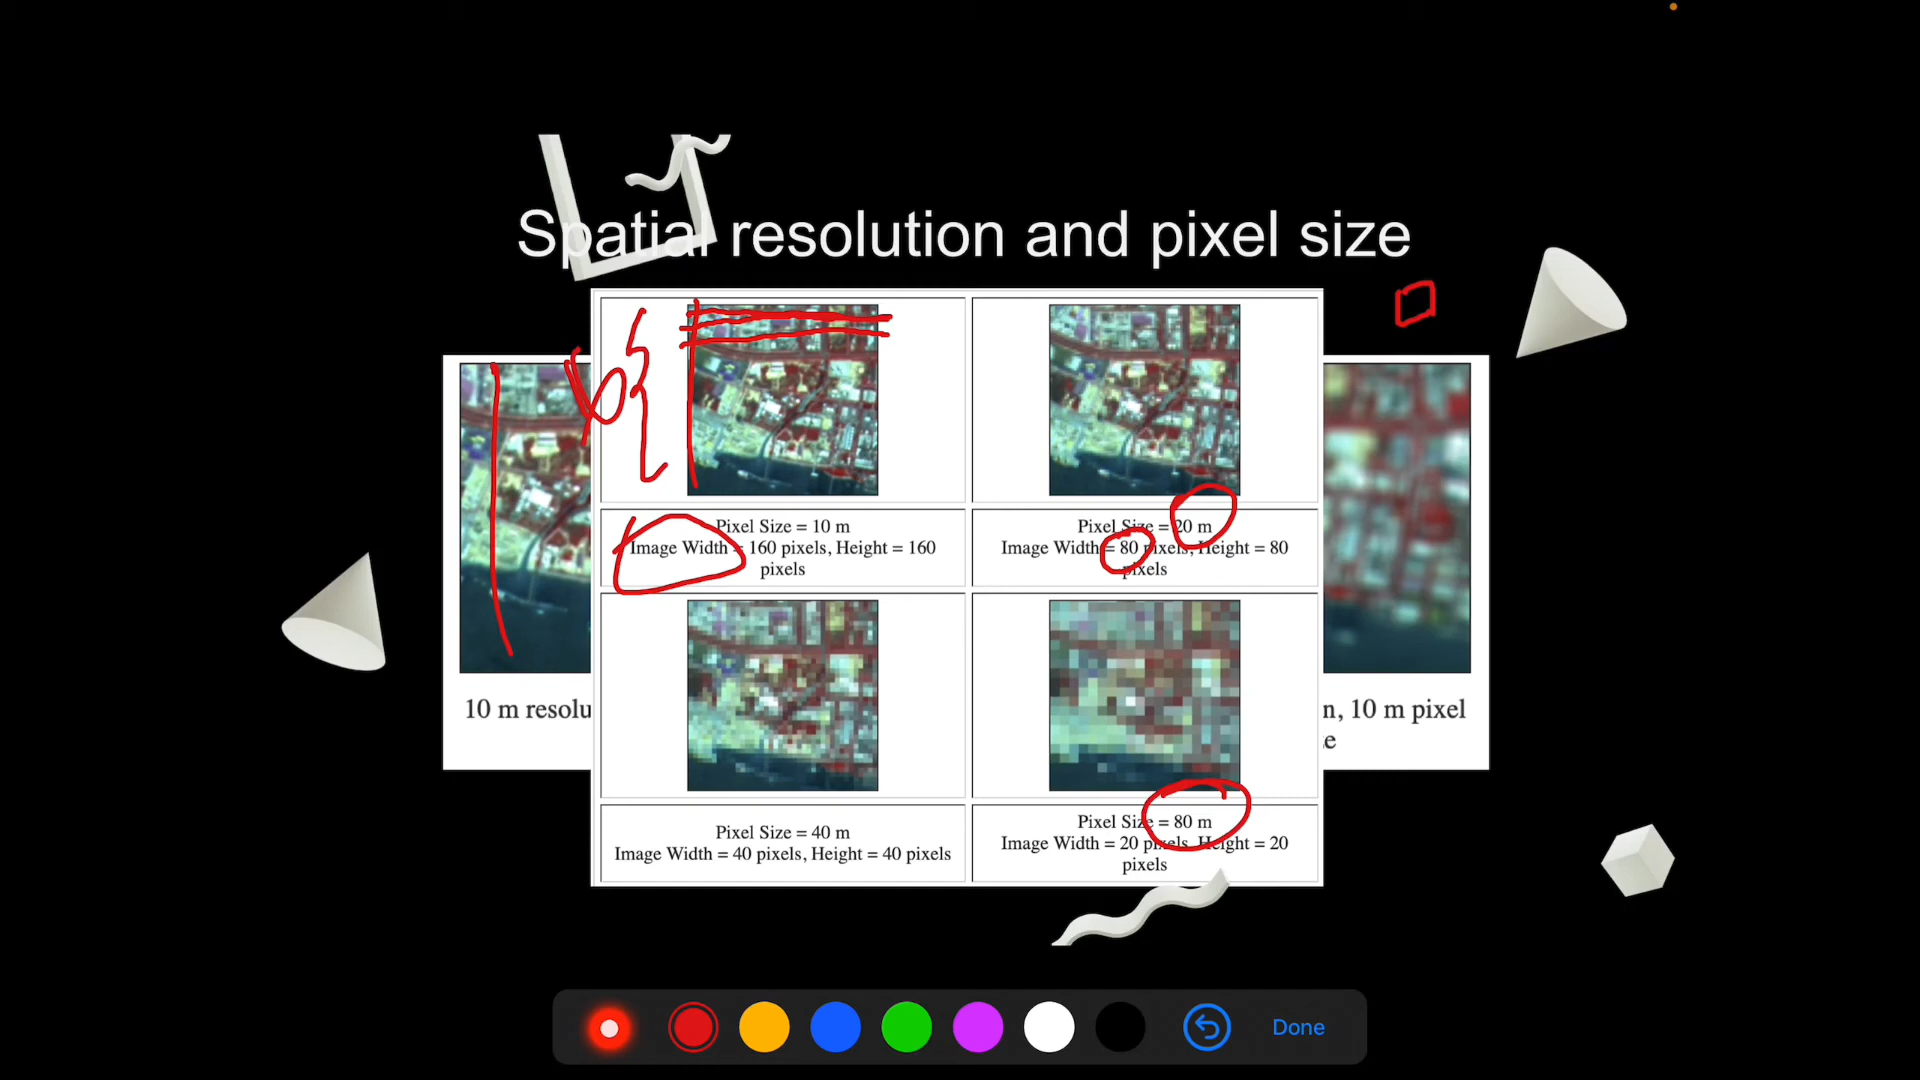 Spatial resolution and pixel size
Pixel Size = 10 m
Image Width = 160 pixels, Height = 160
pixels
Pixel Size = 20 m
Image Width = 80 pixels, Height = 80
pixels
10 m resolu
n, 10 m pixel
e
Pixel Size = 40 m
Image Width = 40 pixels, Height = 40 pixels
Pixel Size = 80 m
Image Width = 20 pixels, Height = 20
pixels
Done